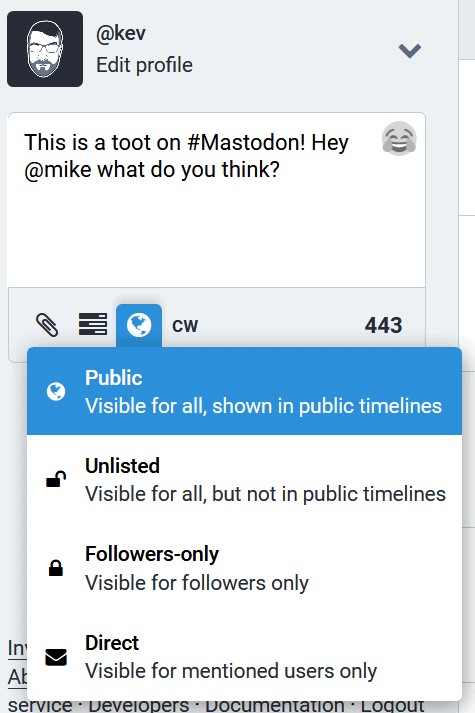 @kev
Edit profile
This is a toot on #Mastodon! Hey
@mike what do you think?
CW
443
Public
Visible for all, shown in public timelines
Unlisted
Visible for all, but not in public timelines
Followers-only
Visible for followers only
Direct
Visible for mentioned users only
service · Developers · Documentation · Logout